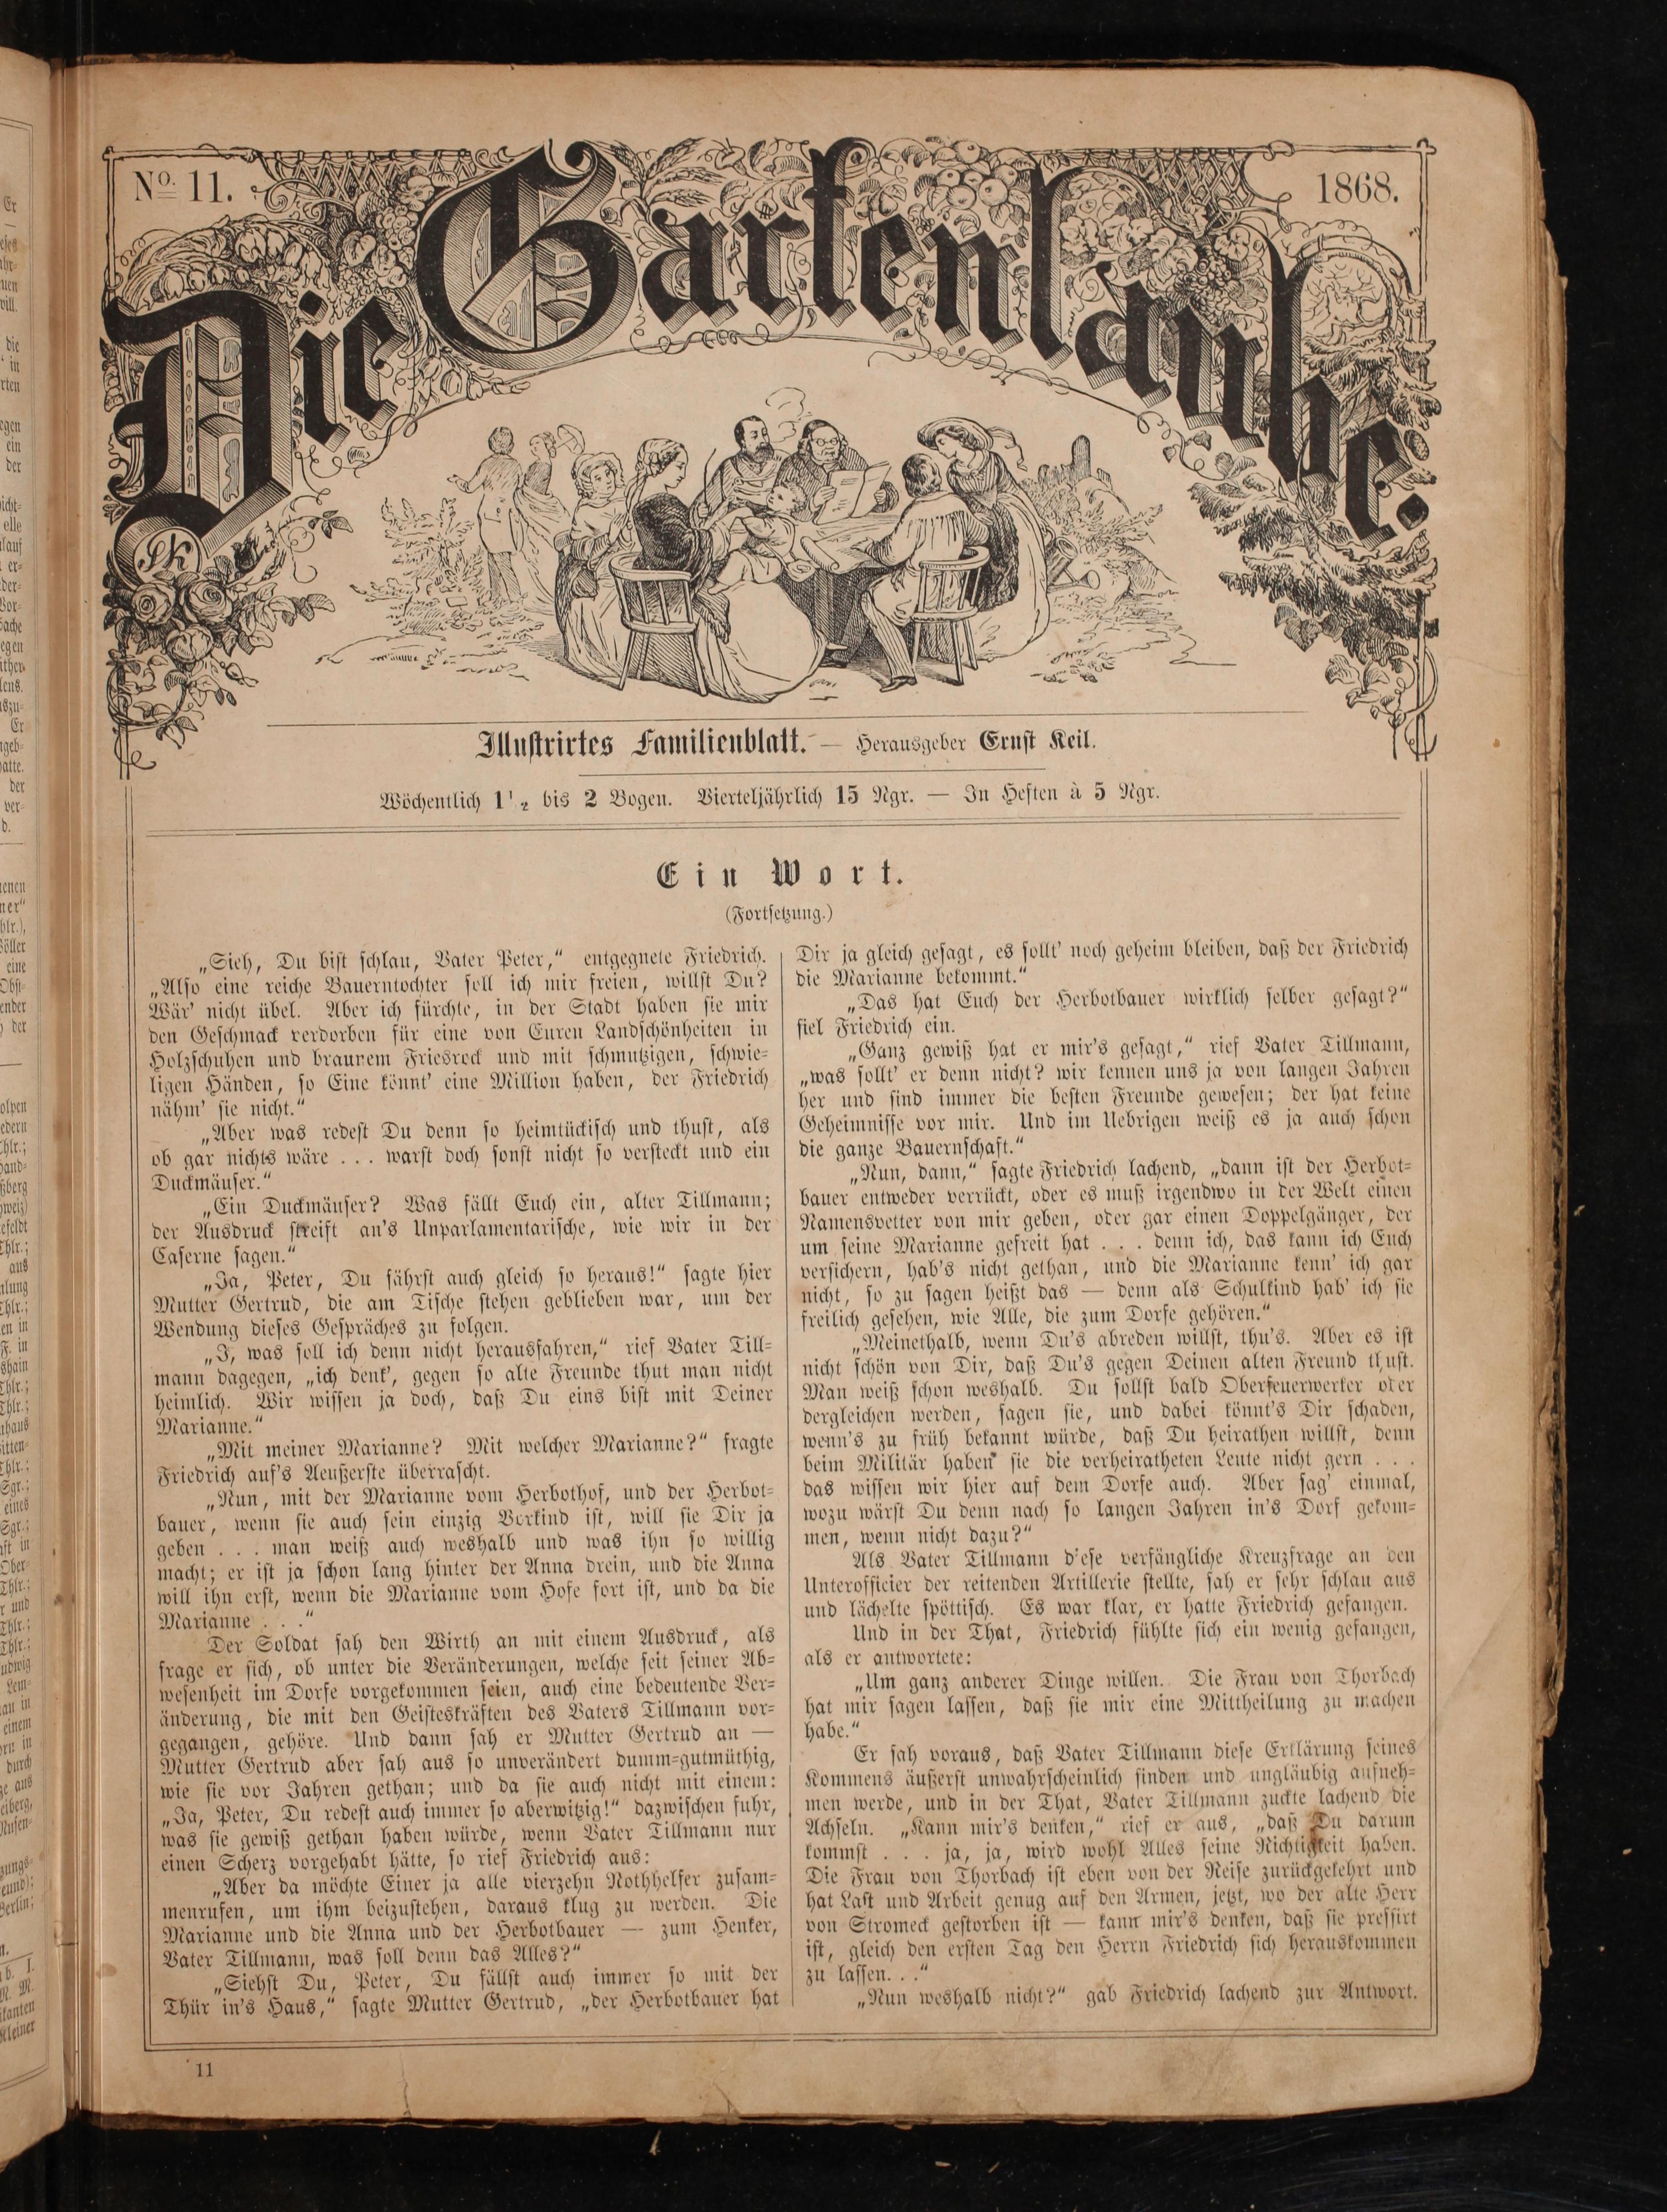 No. 11.
1868.
Die Gartenlaube.
Illustrirtes Familienblatt. — Herausgeber Ernst Keil.
Wöchentlich 1 1/2 bis 2 Bogen. Vierteljährlich 15 Ngr. — In Heften à 5 Ngr.
Ein Wort.
(Fortsetzung.)
„Sieh, Du bist schlau, Vater Peter,“ entgegnete Friedrich.
„Also eine reiche Bauerntochter soll ich mir freien, willst Du?
Wär’ nicht übel. Aber ich fürchte, in der Stadt haben sie mir
den Geschmack verdorben für eine von Euren Landschönheiten in
Holzschuhen und braunem Friesrock und mit schmutzigen, schwie-
ligen Händen, so Eine könnt’ eine Million haben, der Friedrich
nähm’ sie nicht.“
„Aber was redest Du denn so heimtückisch und thust, als
ob gar nichts wäre . . . warst doch sonst nicht so versteckt und ein
Duckmäuser.“
„Ein Duckmäuser? Was fällt Euch ein, alter Tillmann;
der Ausdruck streift an’s Unparlamentarische, wie wir in der
Caserne sagen.“
„Ja, Peter, Du fährst auch gleich so heraus!“ sagte hier
Mutter Gertrud, die am Tische stehen geblieben war, um der
Wendung dieses Gespräches zu folgen.
„I, was soll ich denn nicht herausfahren,“ rief Vater Till-
mann dagegen, „ich denk’, gegen so alte Freunde thut man nicht
heimlich. Wir wissen ja doch, daß Du eins bist mit Deiner
Marianne.“
„Mit meiner Marianne? Mit welcher Marianne?“ fragte
Friedrich auf’s Aeußerste überrascht.
„Nun, mit der Marianne vom Herbothof, und der Herbot-
bauer, wenn sie auch sein einzig Vorkind ist, will sie Dir ja
geben . . . man weiß auch weshalb und was ihn so willig
macht; er ist ja schon lang hinter der Anna drein, und die Anna
will ihn erst, wenn die Marianne vom Hofe fort ist, und da die
Marianne . . . “
Der Soldat sah den Wirth an mit einem Ausdruck, als
frage er sich, ob unter die Veränderungen, welche seit seiner Ab-
wesenheit im Dorfe vorgekommen seien, auch eine bedeutende Ver-
änderung, die mit den Geisteskräften des Vaters Tillmann vor-
gegangen, gehöre. Und dann sah er Mutter Gertrud an —
Mutter Gertrud aber sah aus so unverändert dumm-gutmüthig,
wie sie vor Jahren gethan; und da sie auch nicht mit einem:
„Ja, Peter, Du redest auch immer so aberwitzig!“ dazwischen fuhr,
was sie gewiß gethan haben würde, wenn Vater Tillmann nur
einen Scherz vorgehabt hätte, so rief Friedrich aus:
„Aber da möchte Einer ja alle vierzehn Nothhelfer zusam-
menrufen, um ihm beizustehen, daraus klug zu werden. Die
Marianne und die Anna und der Herbotbauer — zum Henker,
Vater Tillmann, was soll denn das Alles?“
„Siehst Du, Peter, Du fällst auch immer so mit der
Thür in’s Haus,“ sagte Mutter Gertrud, „der Herbotbauer hat
Dir ja gleich gesagt, es sollt’ noch geheim bleiben, daß der Friedrich
die Marianne bekommt.“
„Das hat Euch der Herbotbauer wirklich selber gesagt?“
fiel Friedrich ein.
„Ganz gewiß hat er mir’s gesagt,“ rief Vater Tillmann,
„was sollt’ er denn nicht? wir kennen uns ja von langen Jahren
her und sind immer die besten Freunde gewesen; der hat keine
Geheimnisse vor mir. Und im Uebrigen weiß es ja auch schon
die ganze Bauernschaft.“
„Nun, dann,“ sagte Friedrich lachend, „dann ist der Herbot-
bauer entweder verrückt, oder es muß irgendwo in der Welt einen
Namensvetter von mir geben, oder gar einen Doppelgänger, der
um seine Marianne gefreit hat . . . denn ich, das kann ich Euch
versichern, hab’s nicht gethan, und die Marianne kenn’ ich gar
nicht, so zu sagen heißt das — denn als Schulkind hab’ ich sie
freilich gesehen, wie Alle, die zum Dorfe gehören.“
„Meinethalb, wenn Du’s abreden willst, thu’s. Aber es ist
nicht schön von Dir, daß Du’s gegen Deinen alten Freund thust.
Man weiß schon weshalb. Du sollst bald Oberfeuerwerker oder
dergleichen werden, sagen sie, und dabei könnt’s Dir schaden,
wenn’s zu früh bekannt würde, daß Du heirathen willst, denn
beim Militär haben sie die verheiratheten Leute nicht gern . . .
das wissen wir hier auf dem Dorfe auch. Aber sag’ einmal,
wozu wärst Du denn nach so langen Jahren in’s Dorf gekom-
men, wenn nicht dazu?“
Als Vater Tillmann diese verfängliche Kreuzfrage an den
Unterofficier der reitenden Artillerie stellte, sah er sehr schlau aus
und lächelte spöttisch. Es war klar, er hatte Friedrich gefangen.
Und in der That, Friedrich fühlte sich ein wenig gefangen,
als er antwortete:
„Um ganz anderer Dinge willen. Die Frau von Thorbach
hat mir sagen lassen, daß sie mir eine Mittheilung zu machen
habe.“
Er sah voraus, daß Vater Tillmann diese Erklärung seines
Kommens äußerst unwahrscheinlich finden und ungläubig aufneh-
men werde, und in der That, Vater Tillmann zuckte lachend die
Achseln. „Kann mir’s denken,“ rief er aus, „daß Du darum
kommst . . . ja, ja, wird wohl Alles seine Richtigkeit haben.
Die Frau von Thorbach ist eben von der Reise zurückgekehrt und
hat Last und Arbeit genug auf den Armen, jetzt, wo der alte Herr
von Stromeck gestorben ist — kann mir’s denken, daß sie pressirt
ist, gleich den ersten Tag den Herrn Friedrich sich herauskommen
zu lassen. . .“
„Nun weshalb nicht?“ gab Friedrich lachend zur Antwort.
11